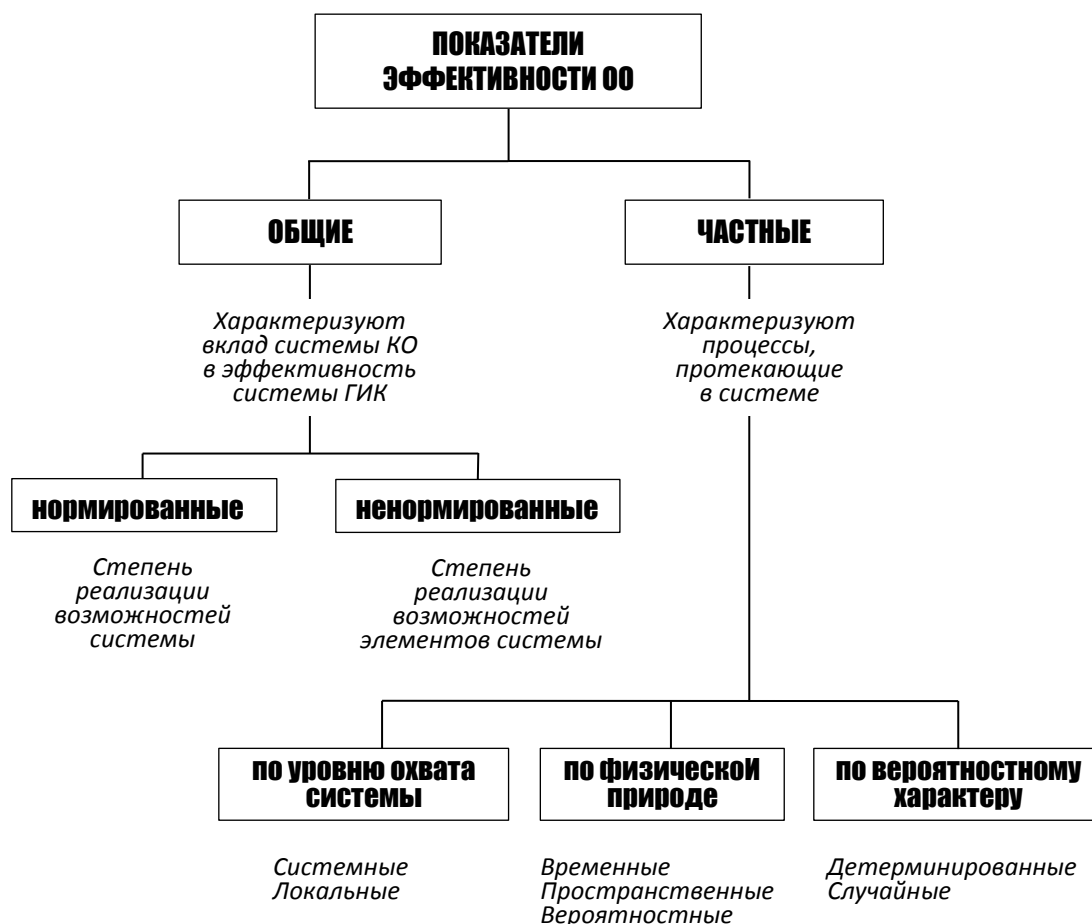 ПОКАЗАТЕЛИ
ЭФФЕКТИВНОСТИ ОО
ОБЩИЕ
ЧАСТНЫЕ
Характеризуют
вклад системы КО
в эффективность
системы ГИК
Характеризуют
процессы,
протекающие
в системе
нормированные
ненормированные
Степень
реализации
возможностей
системы
Степень
реализации
возможностей
элементов системы
по уровню охвата
системы
по физическоЙ
природе
по вероятностному
характеру
Системные
Локальные
Временные
Пространственные
Вероятностные
Детерминированные
Случайные